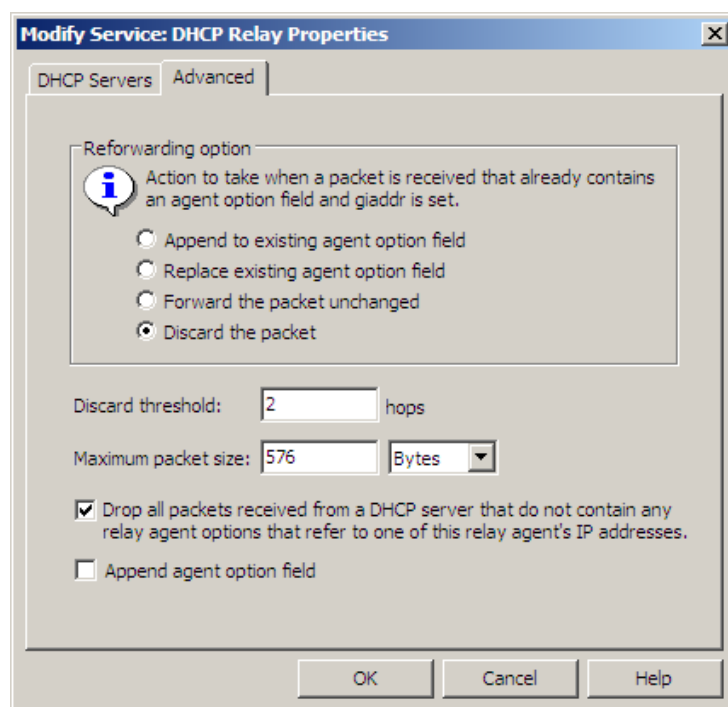 Modify Service: DHCP Relay Properties
DHCP Servers
Advanced
Reforwarding option
Action to take when a packet is received that already contains
an agent option field and giaddr is set.
Append to existing agent option field
Replace existing agent option field
Forward the packet unchanged
Discard the packet
Discard threshold: 2 hops
Maximum packet size: 576 Bytes
Drop all packets received from a DHCP server that do not contain any
relay agent options that refer to one of this relay agent's IP addresses.
Append agent option field
OK Cancel Help